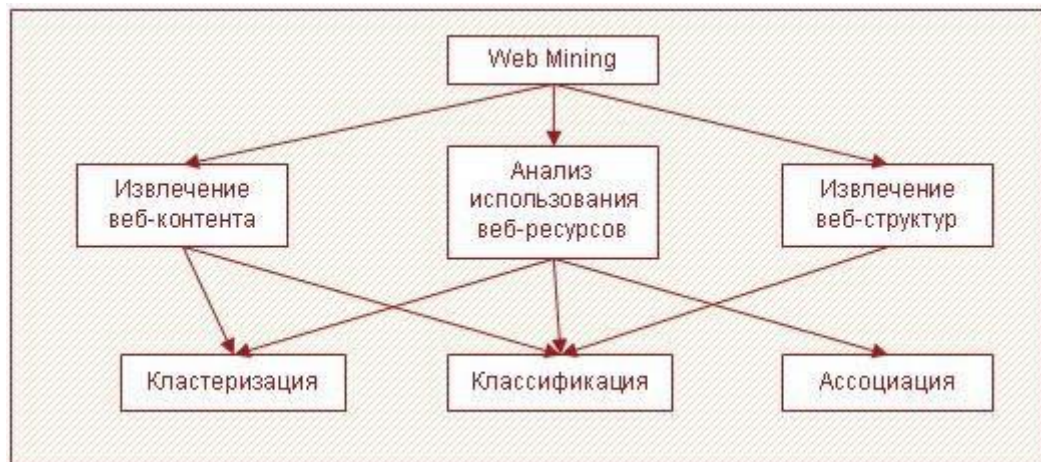 Web Mining
Извлечение
веб-контента
Анализ
использования
веб-ресурсов
Извлечение
веб-структур
Кластеризация
Классификация
Ассоциация